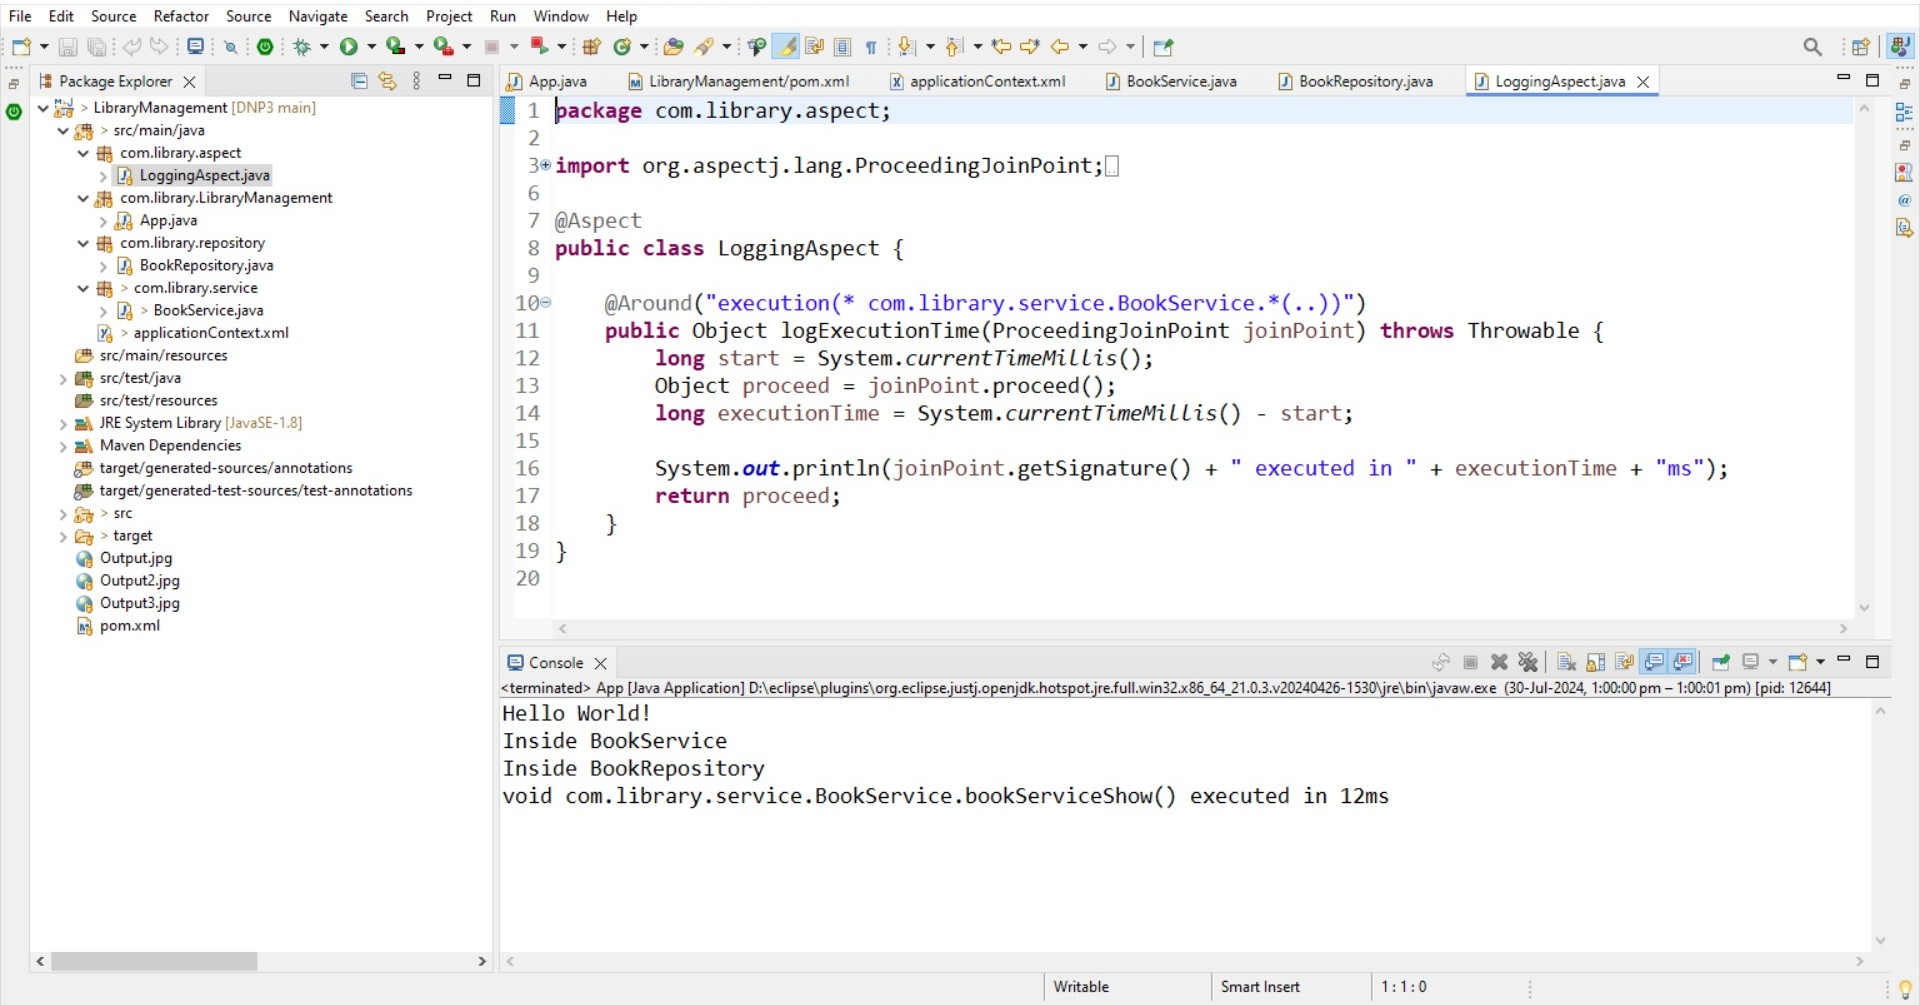 File Edit Source Refactor Source Navigate Search Project Run Window Help
Package Explorer
> LibraryManagement [DNP3 main]
> src/main/java
com.library.aspect
LoggingAspect.java
com.library.LibraryManagement
App.java
com.library.repository
BookRepository.java
> com.library.service
> BookService.java
> applicationContext.xml
src/main/resources
src/test/java
src/test/resources
JRE System Library [JavaSE-1.8]
Maven Dependencies
target/generated-sources/annotations
target/generated-test-sources/test-annotations
> src
> target
Output.jpg
Output2.jpg
Output3.jpg
pom.xml
App.java LibraryManagement/pom.xml applicationContext.xml BookService.java BookRepository.java LoggingAspect.java
1 package com.library.aspect;
2
3 import org.aspectj.lang.ProceedingJoinPoint;
6
7 @Aspect
8 public class LoggingAspect {
9
10 @Around("execution(* com.library.service.BookService.*(..))")
11 public Object logExecutionTime(ProceedingJoinPoint joinPoint) throws Throwable {
12 long start = System.currentTimeMillis();
13 Object proceed = joinPoint.proceed();
14 long executionTime = System.currentTimeMillis() - start;
15
16 System.out.println(joinPoint.getSignature() + " executed in " + executionTime + "ms");
17 return proceed;
18 }
19 }
20
Console
<terminated> App [Java Application] D:\eclipse\plugins\org.eclipse.justj.openjdk.hotspot.jre.full.win32.x86_64_21.0.3.v20240426-1530\jre\bin\javaw.exe (30-Jul-2024, 1:00:00 pm – 1:00:01 pm) [pid: 12644]
Hello World!
Inside BookService
Inside BookRepository
void com.library.service.BookService.bookServiceShow() executed in 12ms
Writable Smart Insert 1 : 1 : 0